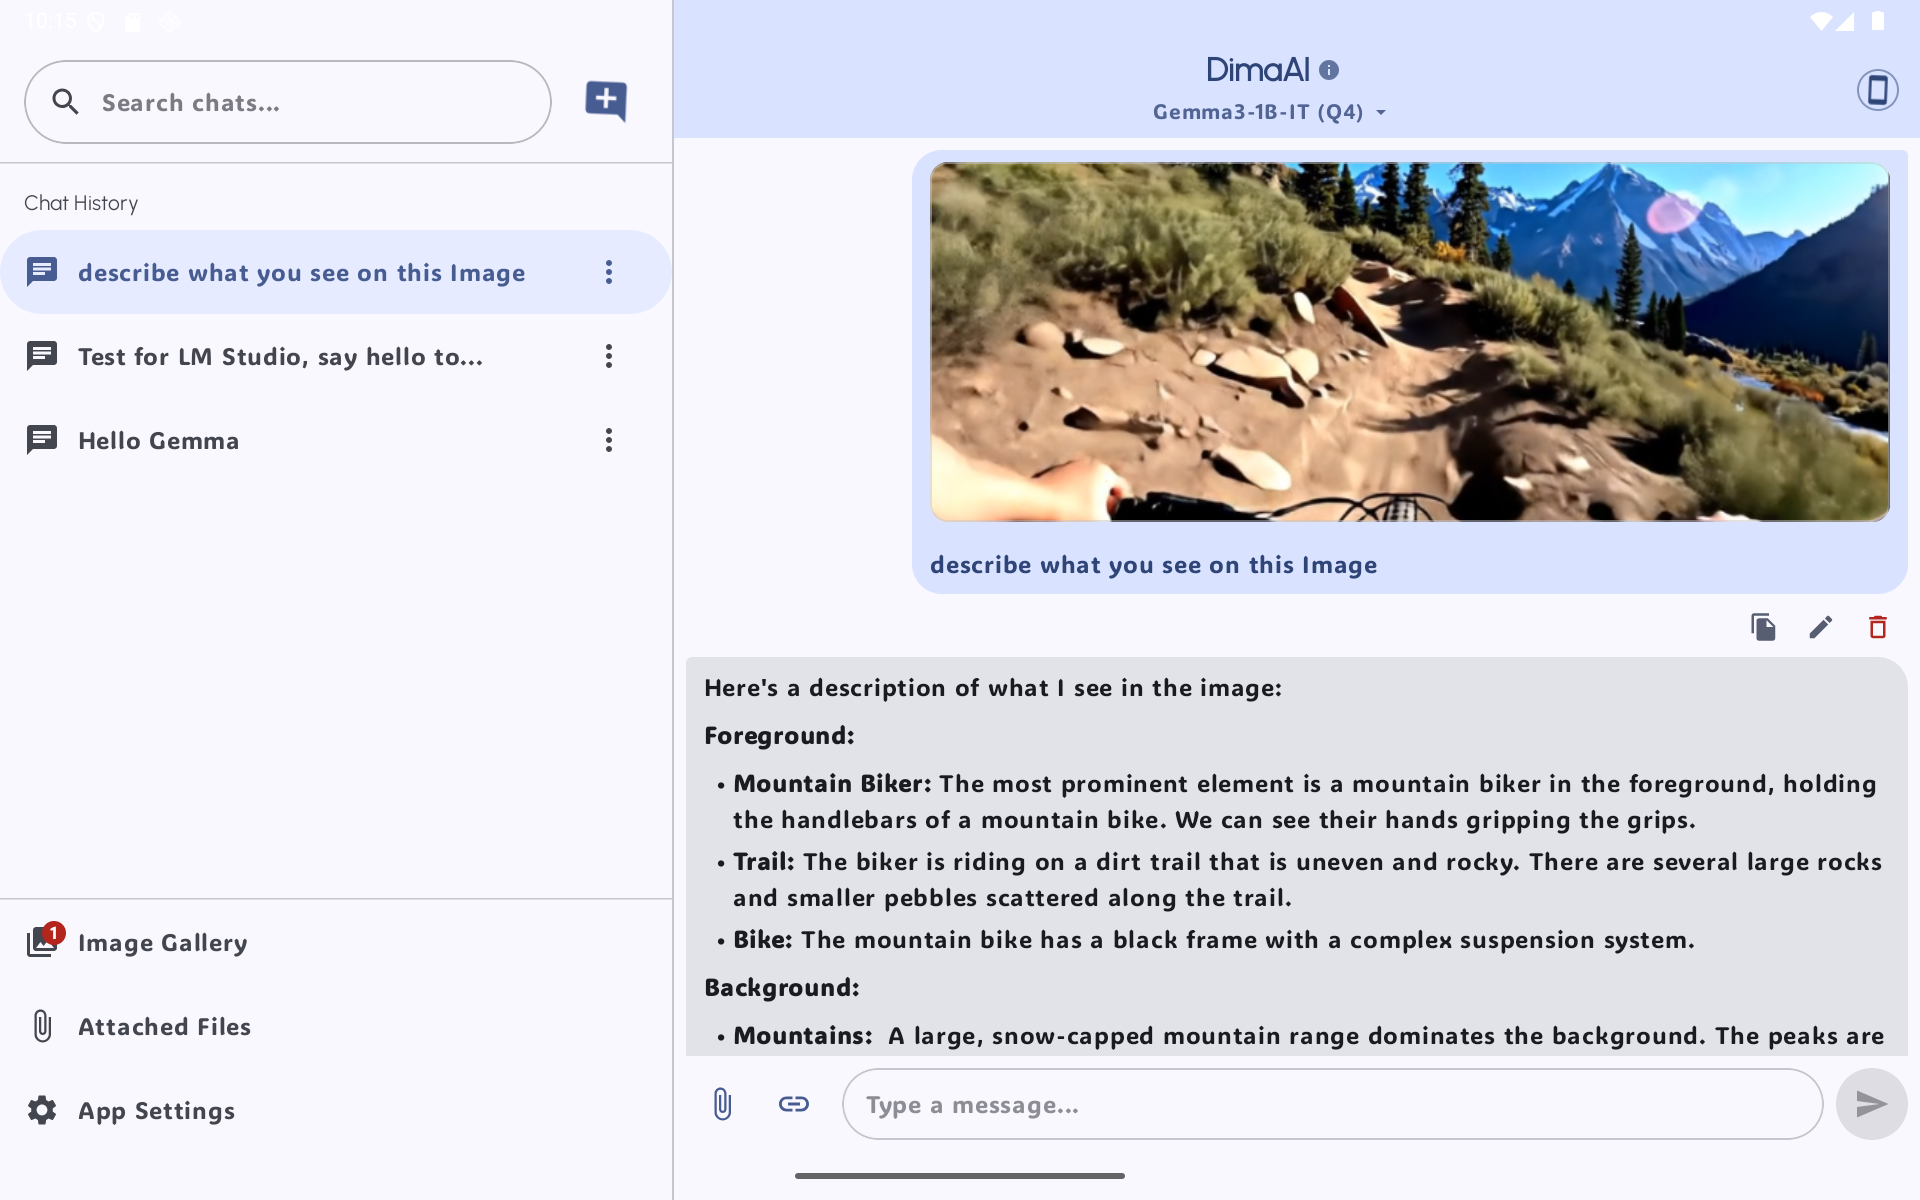 10:15
Search chats...
Chat History
describe what you see on this Image
Test for LM Studio, say hello to...
Hello Gemma
1
Image Gallery
Attached Files
App Settings
DimaAI
Gemma3-1B-IT (Q4)
describe what you see on this Image
Here's a description of what I see in the image:
Foreground:
• Mountain Biker: The most prominent element is a mountain biker in the foreground, holding
the handlebars of a mountain bike. We can see their hands gripping the grips.
• Trail: The biker is riding on a dirt trail that is uneven and rocky. There are several large rocks
and smaller pebbles scattered along the trail.
• Bike: The mountain bike has a black frame with a complex suspension system.
Background:
• Mountains: A large, snow-capped mountain range dominates the background. The peaks are
Type a message...